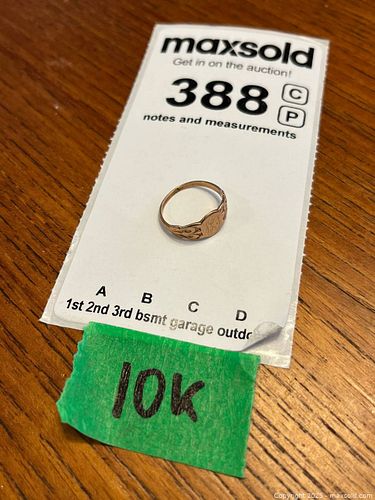 maxsold
Get in on the auction!
388 C
P
notes and measurements
A B C D
1st 2nd 3rd bsmt garage outdo
10K
Copyright 2025 - maxsold.com